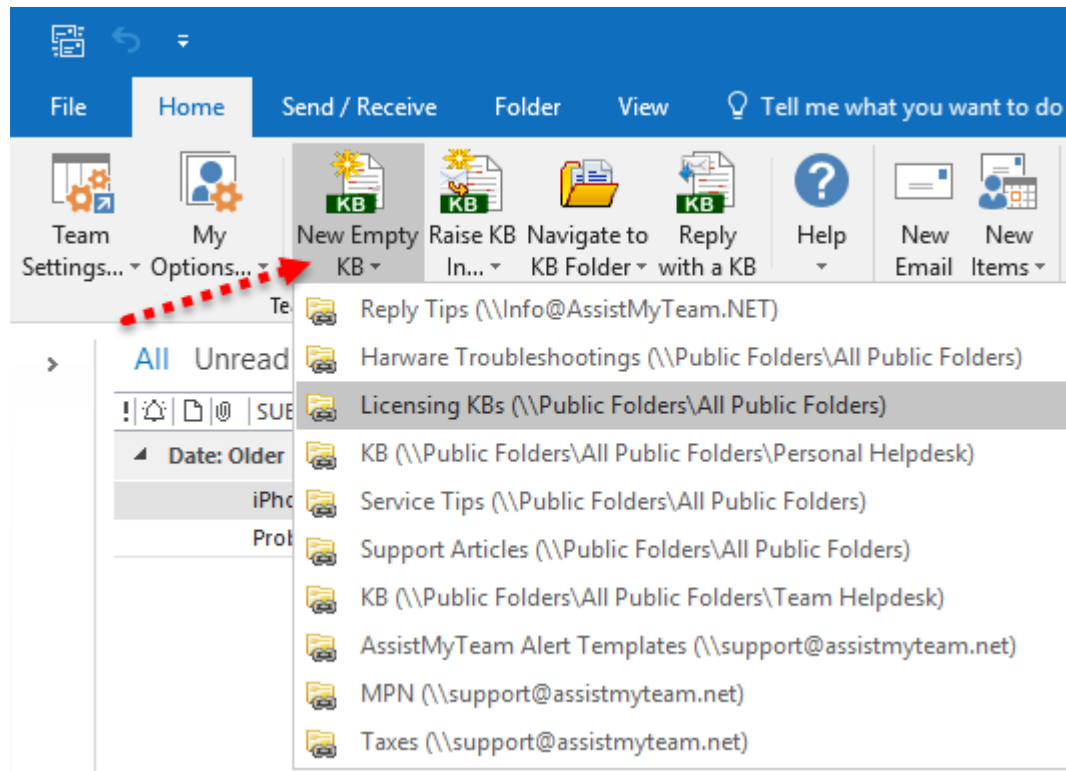 File Home Send / Receive Folder View Tell me what you want to do
KB KB KB ?
Team My New Empty Raise KB Navigate to Reply Help New New
Settings... Options... KB In... KB Folder with a KB Email Items
Te
Reply Tips (\\Info@AssistMyTeam.NET)
All Unread
Harware Troubleshootings (\\Public Folders\All Public Folders)
! SUB
Licensing KBs (\\Public Folders\All Public Folders)
Date: Older
KB (\\Public Folders\All Public Folders\Personal Helpdesk)
iPho
Service Tips (\\Public Folders\All Public Folders)
Prob
Support Articles (\\Public Folders\All Public Folders)
KB (\\Public Folders\All Public Folders\Team Helpdesk)
AssistMyTeam Alert Templates (\\support@assistmyteam.net)
MPN (\\support@assistmyteam.net)
Taxes (\\support@assistmyteam.net)